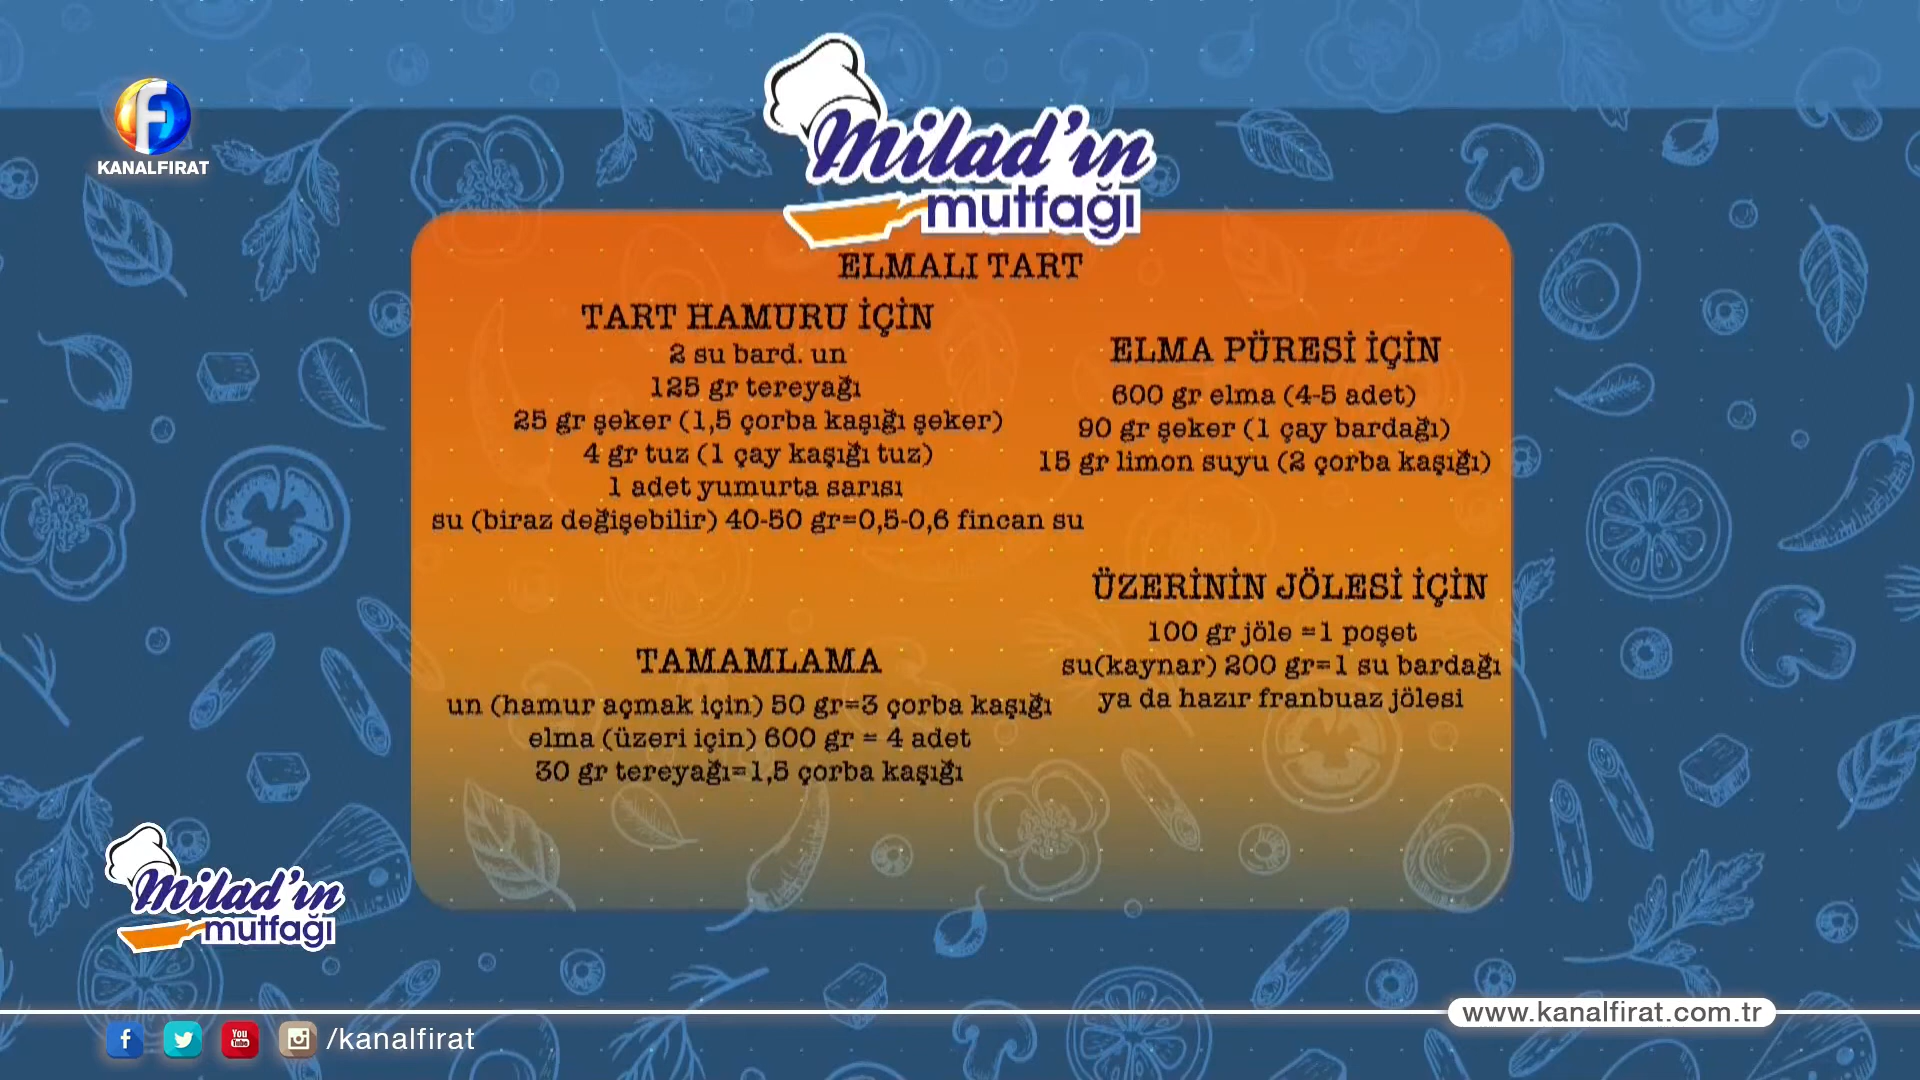 KANALFIRAT
Milad'ın
mutfağı
ELMALI TART
TART HAMURU İÇİN
2 su bard. un
125 gr tereyağı
25 gr şeker (1,5 çorba kaşığı şeker)
4 gr tuz (1 çay kaşığı tuz)
1 adet yumurta sarısı
su (biraz değişebilir) 40-50 gr=0,5-0,6 fincan su
ELMA PÜRESİ İÇİN
600 gr elma (4-5 adet)
90 gr şeker (1 çay bardağı)
15 gr limon suyu (2 çorba kaşığı)
TAMAMLAMA
un (hamur açmak için) 50 gr=3 çorba kaşığı
elma (üzeri için) 600 gr = 4 adet
30 gr tereyağı=1,5 çorba kaşığı
ÜZERİNİN JÖLESİ İÇİN
100 gr jöle =1 poşet
su(kaynar) 200 gr=1 su bardağı
ya da hazır franbuaz jölesi
Milad'ın
mutfağı
www.kanalfirat.com.tr
You Tube
/kanalfirat